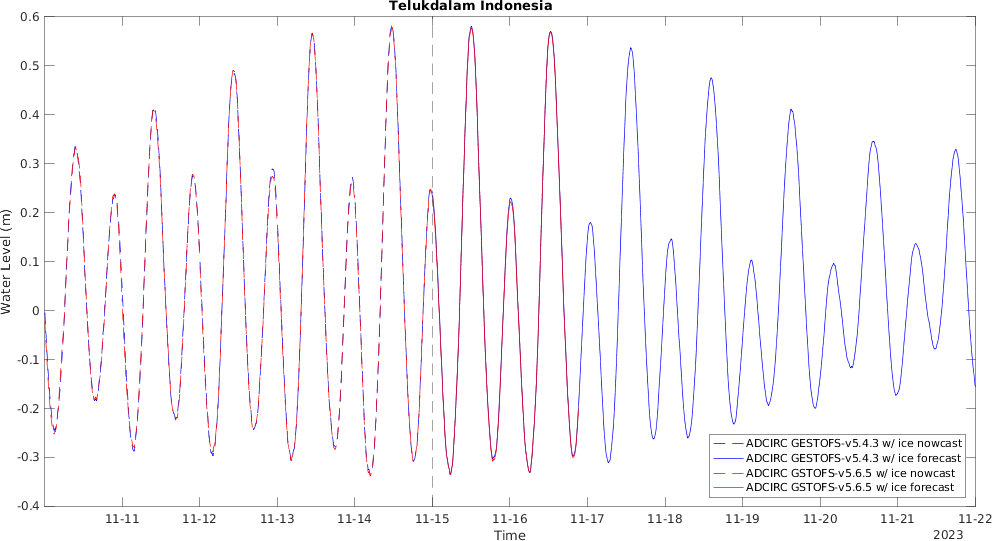 Telukdalam Indonesia
Water Level (m)
0.6
0.5
0.4
0.3
0.2
0.1
0
-0.1
-0.2
-0.3
-0.4
ADCIRC GESTOFS-v5.4.3 w/ ice nowcast
ADCIRC GESTOFS-v5.4.3 w/ ice forecast
ADCIRC GSTOFS-v5.6.5 w/ ice nowcast
ADCIRC GSTOFS-v5.6.5 w/ ice forecast
11-11 11-12 11-13 11-14 11-15 11-16 11-17 11-18 11-19 11-20 11-21 11-22
Time
2023